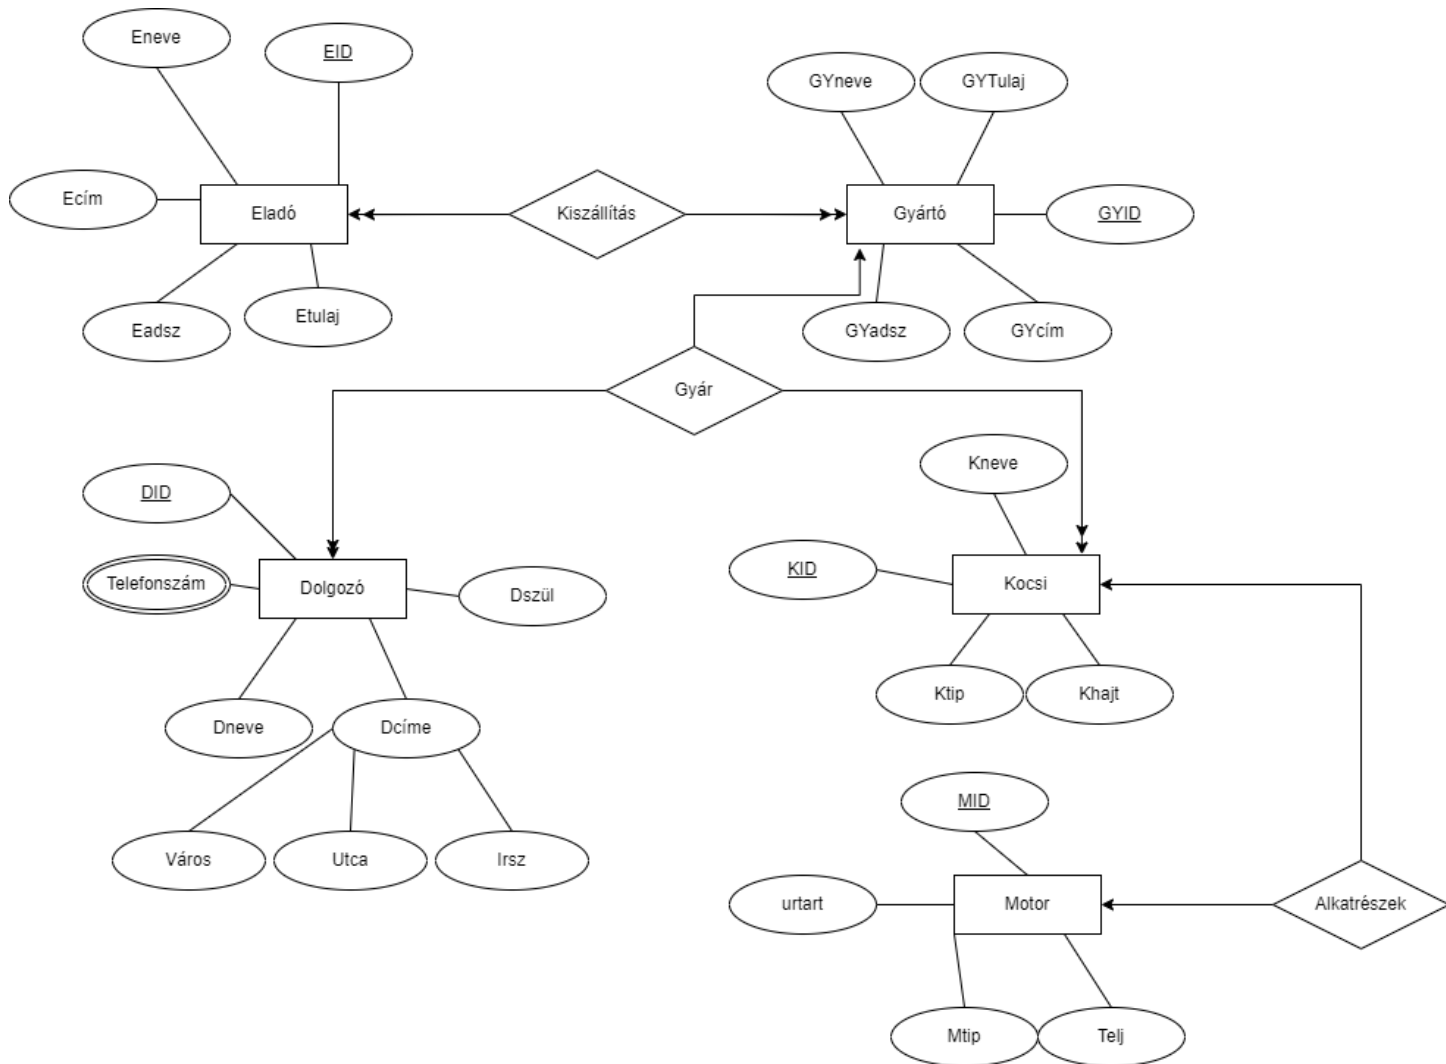 Eneve
EID
GYneve
GYTulaj
Ecím
Eladó
Kiszállítás
Gyártó
GYID
Eadsz
Etulaj
GYadsz
GYcím
Gyár
Kneve
DID
Telefonszám
Dolgozó
Dszül
KID
Kocsi
Ktip
Khajt
Dneve
Dcíme
MID
Város
Utca
Irsz
urtart
Motor
Alkatrészek
Mtip
Telj